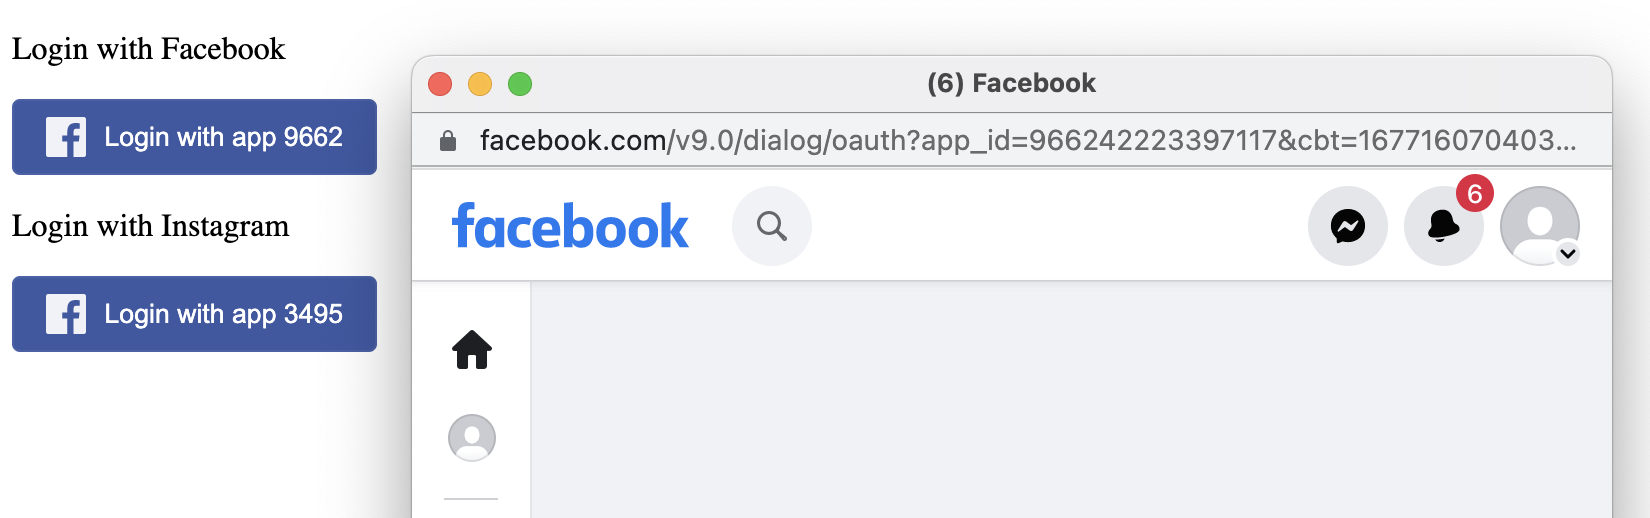 Login with Facebook
Login with app 9662
Login with Instagram
Login with app 3495
(6) Facebook
facebook.com/v9.0/dialog/oauth?app_id=966242223397117&cbt=167716070403...
facebook
6